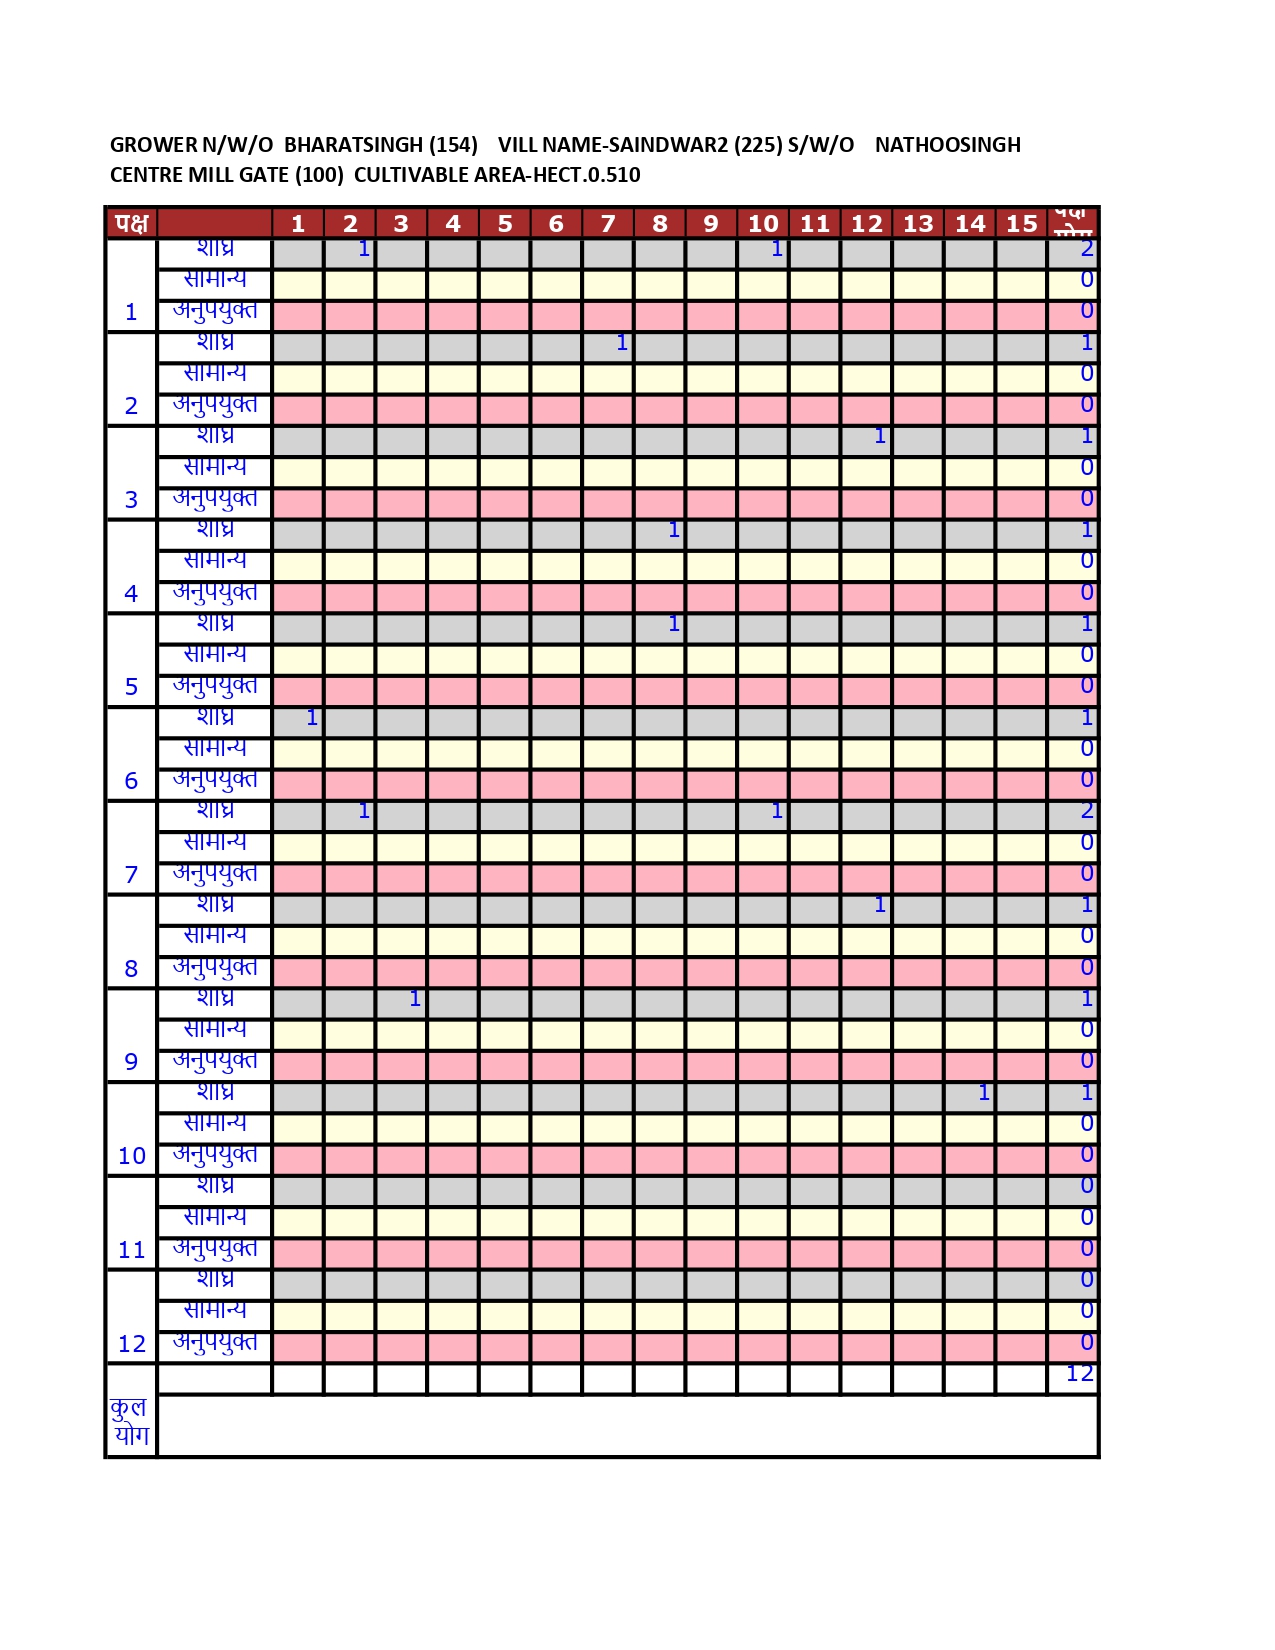 GROWER N/W/O BHARATSINGH (154) VILL NAME-SAINDWAR2 (225) S/W/O NATHOOSINGH
CENTRE MILL GATE (100) CULTIVABLE AREA-HECT.0.510
पक्ष 1 2 3 4 5 6 7 8 9 10 11 12 13 14 15
शीघ्र 1 1 2
सामान्य 0
1 अनुपयुक्त 0
शीघ्र 1 1
सामान्य 0
2 अनुपयुक्त 0
शीघ्र 1 1
सामान्य 0
3 अनुपयुक्त 0
शीघ्र 1 1
सामान्य 0
4 अनुपयुक्त 0
शीघ्र 1 1
सामान्य 0
5 अनुपयुक्त 0
शीघ्र 1 1
सामान्य 0
6 अनुपयुक्त 0
शीघ्र 1 1 2
सामान्य 0
7 अनुपयुक्त 0
शीघ्र 1 1
सामान्य 0
8 अनुपयुक्त 0
शीघ्र 1 1
सामान्य 0
9 अनुपयुक्त 0
शीघ्र 1 1
सामान्य 0
10 अनुपयुक्त 0
शीघ्र 0
सामान्य 0
11 अनुपयुक्त 0
शीघ्र 0
सामान्य 0
12 अनुपयुक्त 0
12
कुल
योग